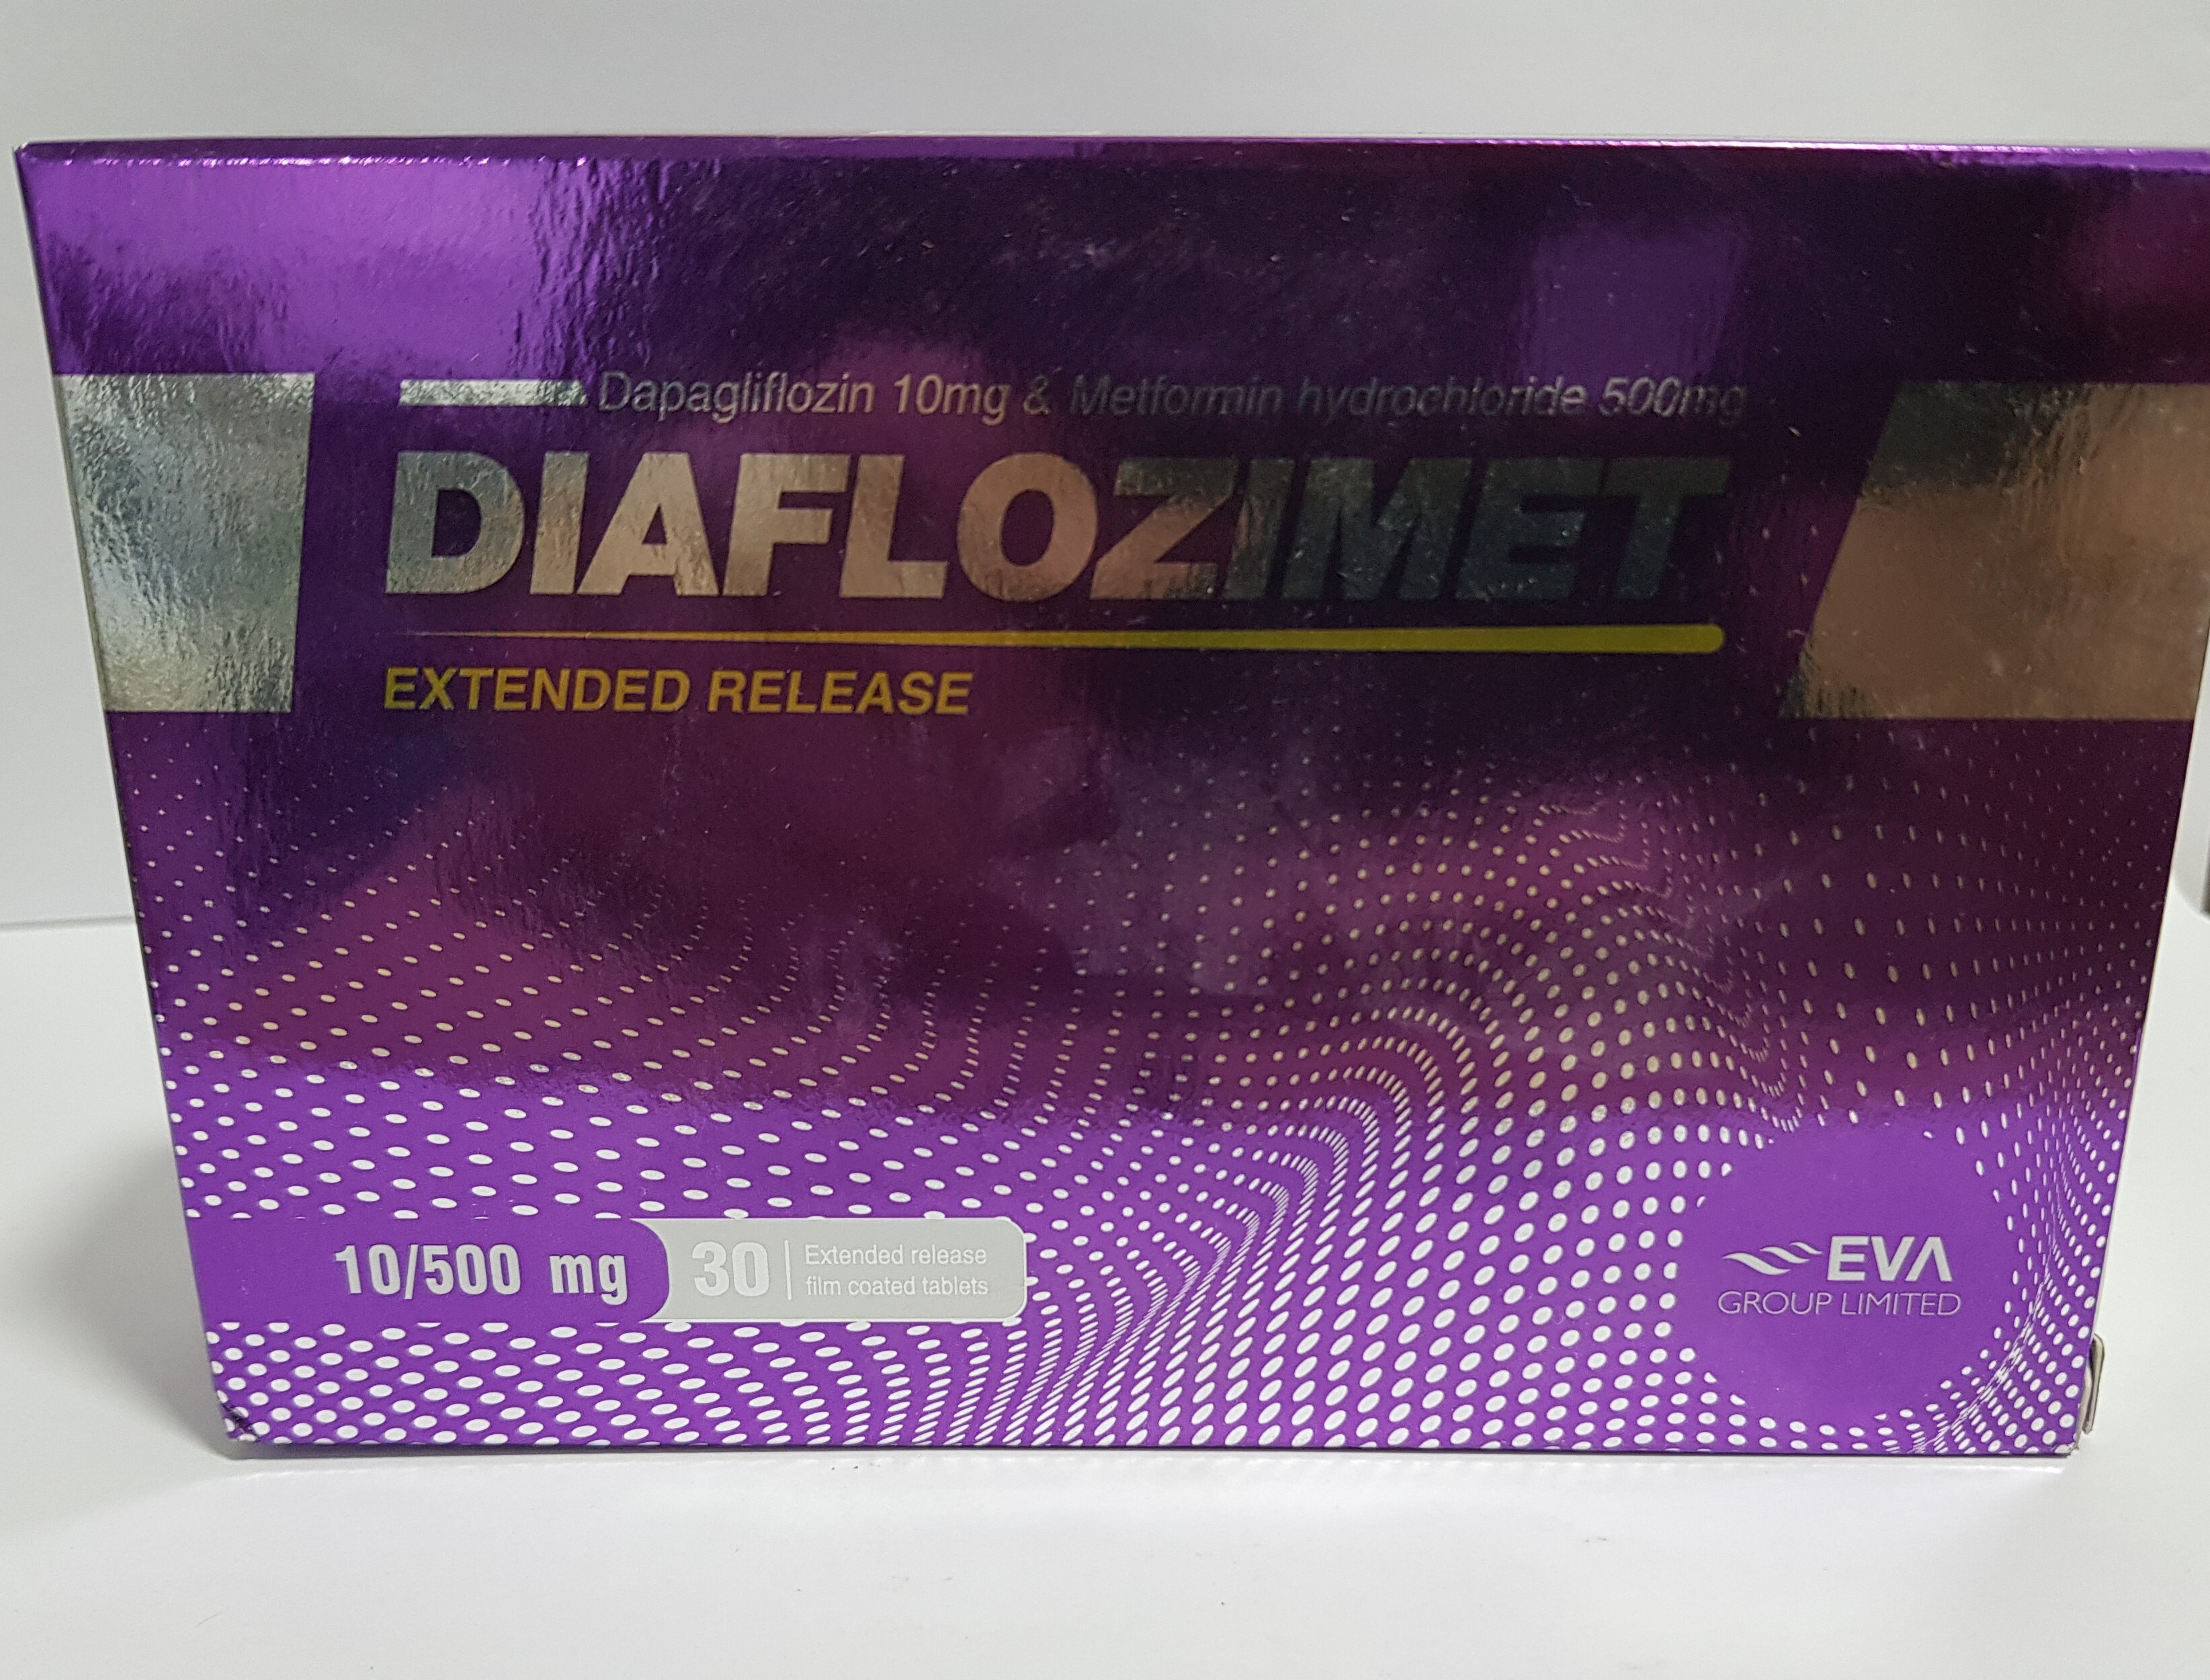 Dapagliflozin 10mg & Metformin hydrochloride 500mg
DIAFLOZIMET
EXTENDED RELEASE
10/500 mg
30
Extended release
film coated tablets
EVA
GROUP LIMITED